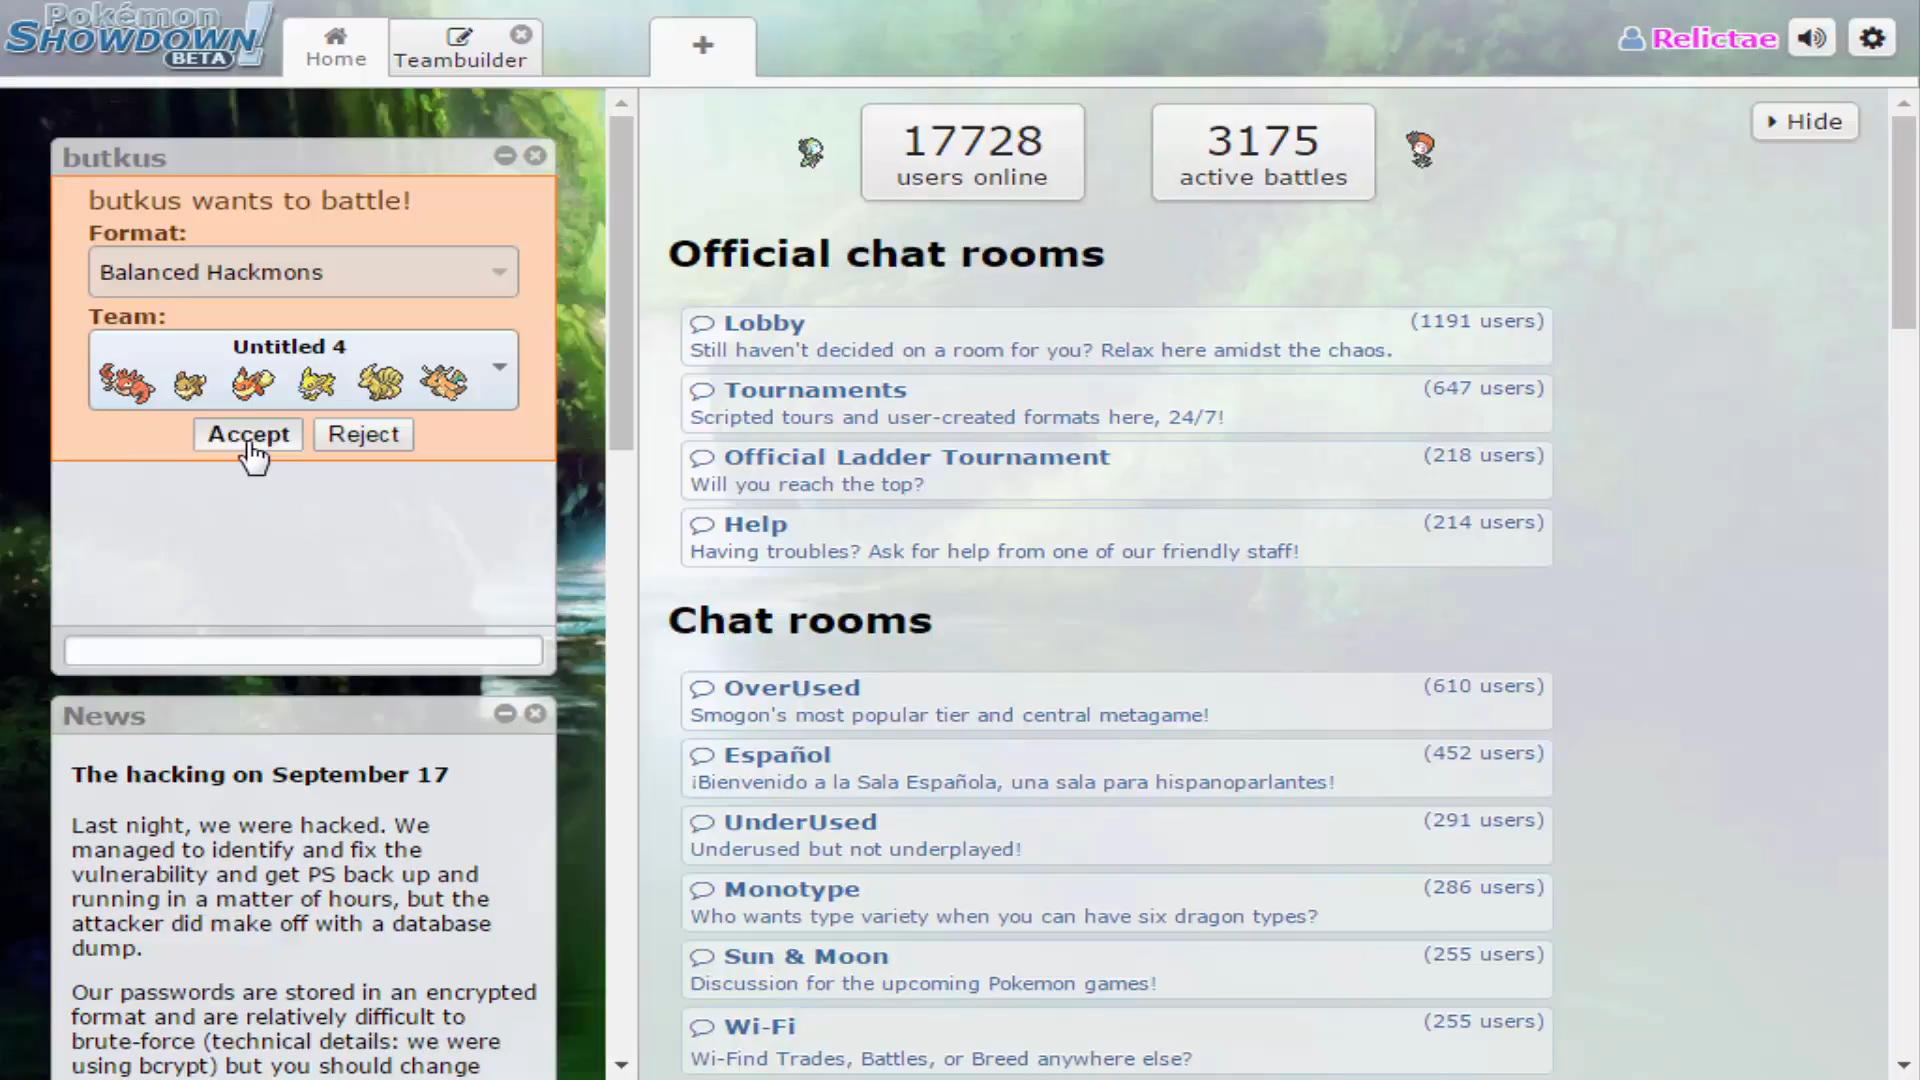 Pokémon
SHOWDOWN!
BETA
Home
Teambuilder
+
Relictae
butkus
butkus wants to battle!
Format:
Balanced Hackmons
Team:
Untitled 4
Accept
Reject
News
The hacking on September 17
Last night, we were hacked. We
managed to identify and fix the
vulnerability and get PS back up and
running in a matter of hours, but the
attacker did make off with a database
dump.
Our passwords are stored in an encrypted
format and are relatively difficult to
brute-force (technical details: we were
using bcrypt) but you should change
17728
users online
3175
active battles
Hide
Official chat rooms
Lobby (1191 users)
Still haven't decided on a room for you? Relax here amidst the chaos.
Tournaments (647 users)
Scripted tours and user-created formats here, 24/7!
Official Ladder Tournament (218 users)
Will you reach the top?
Help (214 users)
Having troubles? Ask for help from one of our friendly staff!
Chat rooms
OverUsed (610 users)
Smogon's most popular tier and central metagame!
Español (452 users)
¡Bienvenido a la Sala Española, una sala para hispanoparlantes!
UnderUsed (291 users)
Underused but not underplayed!
Monotype (286 users)
Who wants type variety when you can have six dragon types?
Sun & Moon (255 users)
Discussion for the upcoming Pokemon games!
Wi-Fi (255 users)
Wi-Find Trades, Battles, or Breed anywhere else?